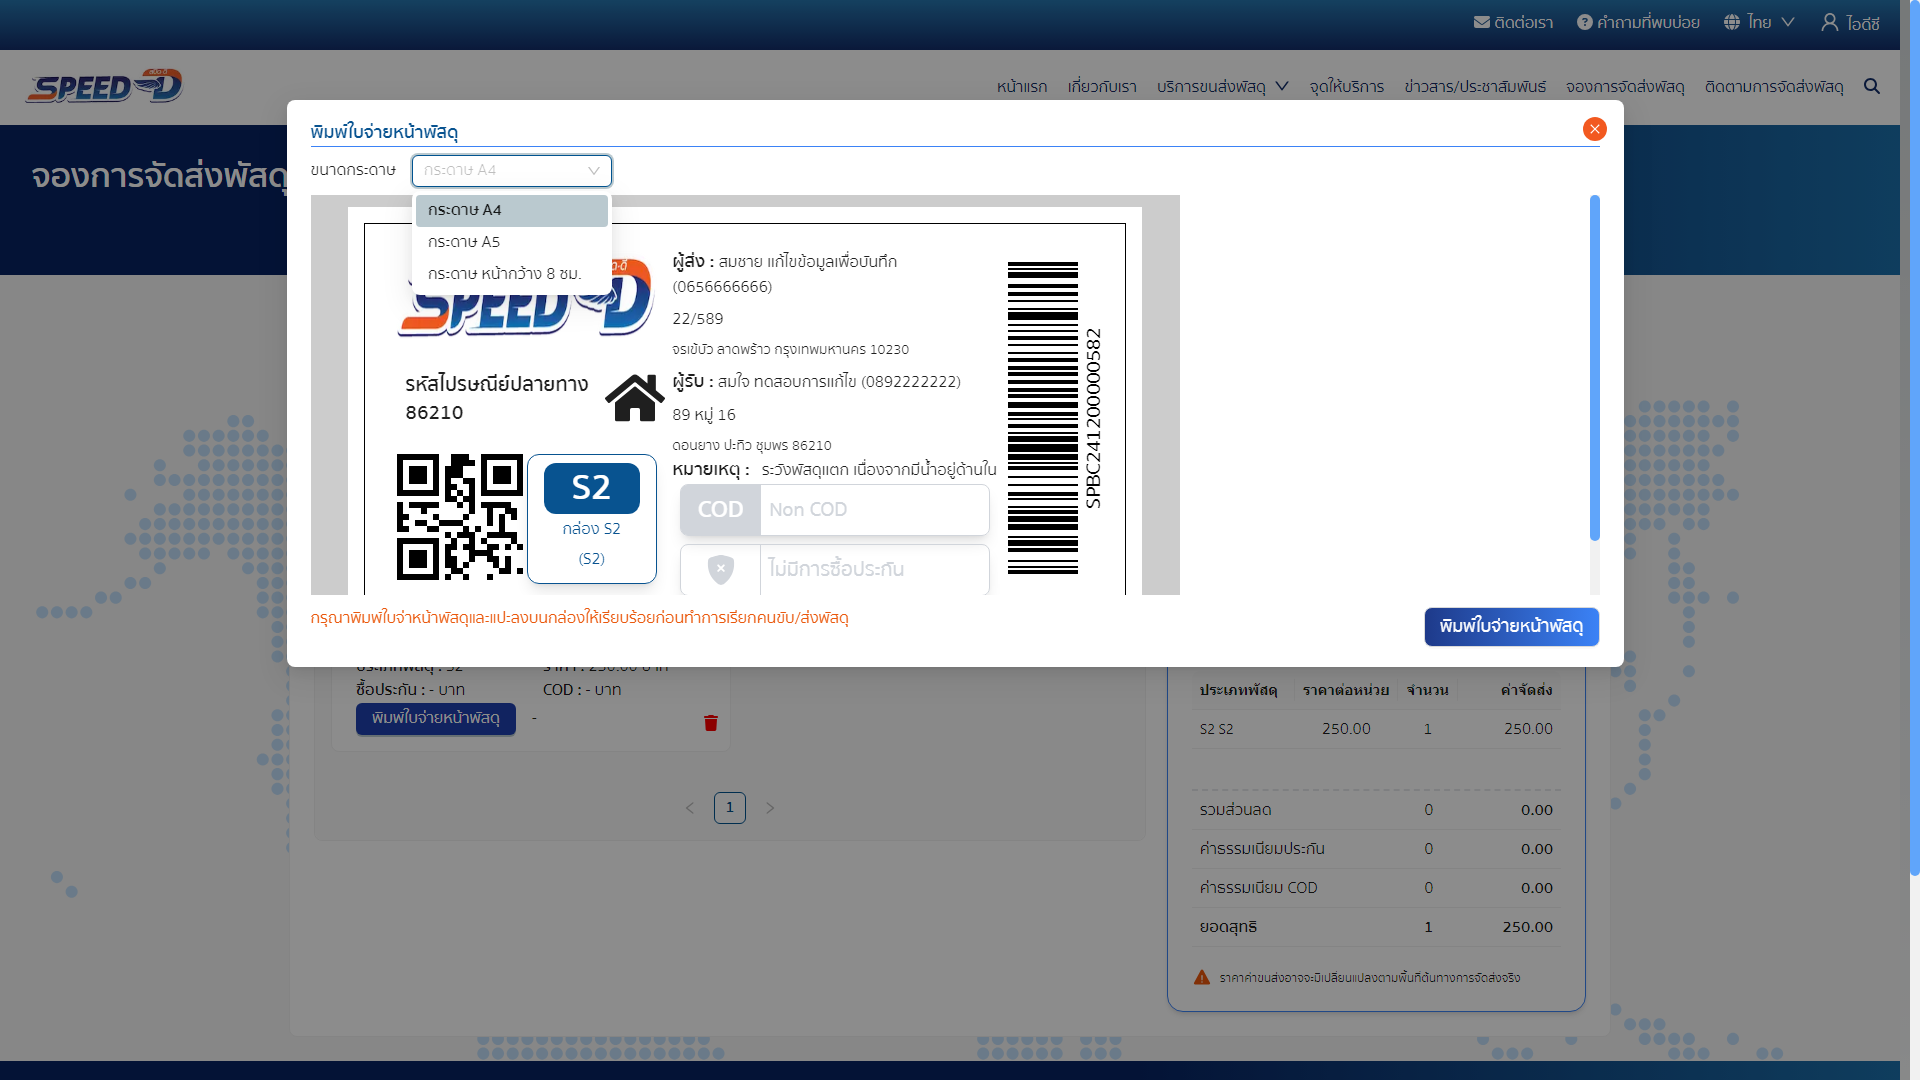 ติดต่อเรา คำถามที่พบบ่อย ไทย ไอดีซี
SPEED D
หน้าแรก เกี่ยวกับเรา บริการขนส่งพัสดุ จุดให้บริการ ข่าวสาร/ประชาสัมพันธ์ จองการจัดส่งพัสดุ ติดตามการจัดส่งพัสดุ
จองการจัดส่งพัสดุ
พิมพ์ใบจ่ายหน้าพัสดุ
ขนาดกระดาษ กระดาษ A4
กระดาษ A4
กระดาษ A5
กระดาษ หน้ากว้าง 8 ซม.
SPEED D
รหัสไปรษณีย์ปลายทาง
86210
S2
กล่อง S2
(S2)
ผู้ส่ง : สมชาย แก้ไขข้อมูลเพื่อบันทึก
(0656666666)
22/589
จรเข้บัว ลาดพร้าว กรุงเทพมหานคร 10230
ผู้รับ : สมใจ ทดสอบการแก้ไข (0892222222)
89 หมู่ 16
ดอนยาง ปะทิว ชุมพร 86210
หมายเหตุ : ระวังพัสดุแตก เนื่องจากมีน้ำอยู่ด้านใน
COD Non COD
ไม่มีการซื้อประกัน
SPBC241200000582
กรุณาพิมพ์ใบจ่าหน้าพัสดุและแปะลงบนกล่องให้เรียบร้อยก่อนทำการเรียกคนขับ/ส่งพัสดุ
พิมพ์ใบจ่ายหน้าพัสดุ
ประเภทพัสดุ : S2 ราคา : 250.00 บาท
ซื้อประกัน : - บาท COD : - บาท
พิมพ์ใบจ่ายหน้าพัสดุ -
1
ประเภทพัสดุ ราคาต่อหน่วย จำนวน ค่าจัดส่ง
S2 S2 250.00 1 250.00
รวมส่วนลด 0 0.00
ค่าธรรมเนียมประกัน 0 0.00
ค่าธรรมเนียม COD 0 0.00
ยอดสุทธิ 1 250.00
ราคาค่าขนส่งอาจจะมีเปลี่ยนแปลงตามพื้นที่ต้นทางการจัดส่งจริง